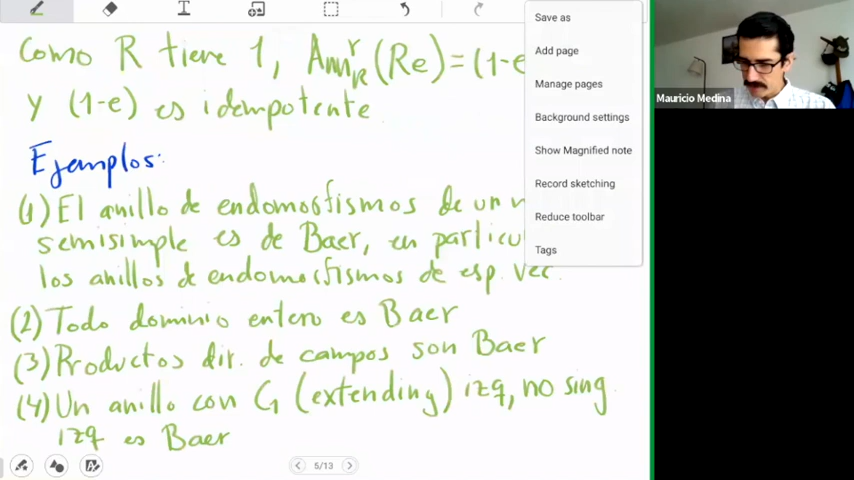 Como R tiene 1, Ann_R^r(Re)=(1-e
y (1-e) es idempotente
Ejemplos:
(1) El anillo de endomorfismos de un
semisimple es de Baer, en particu
los anillos de endomorfismos de esp. vec.
(2) Todo dominio entero es Baer
(3) Productos dir. de campos son Baer
(4) Un anillo con C1 (extending) izq, no sing.
izq es Baer
Save as
Add page
Manage pages
Background settings
Show Magnified note
Record sketching
Reduce toolbar
Tags
T
5/13
Mauricio Medina